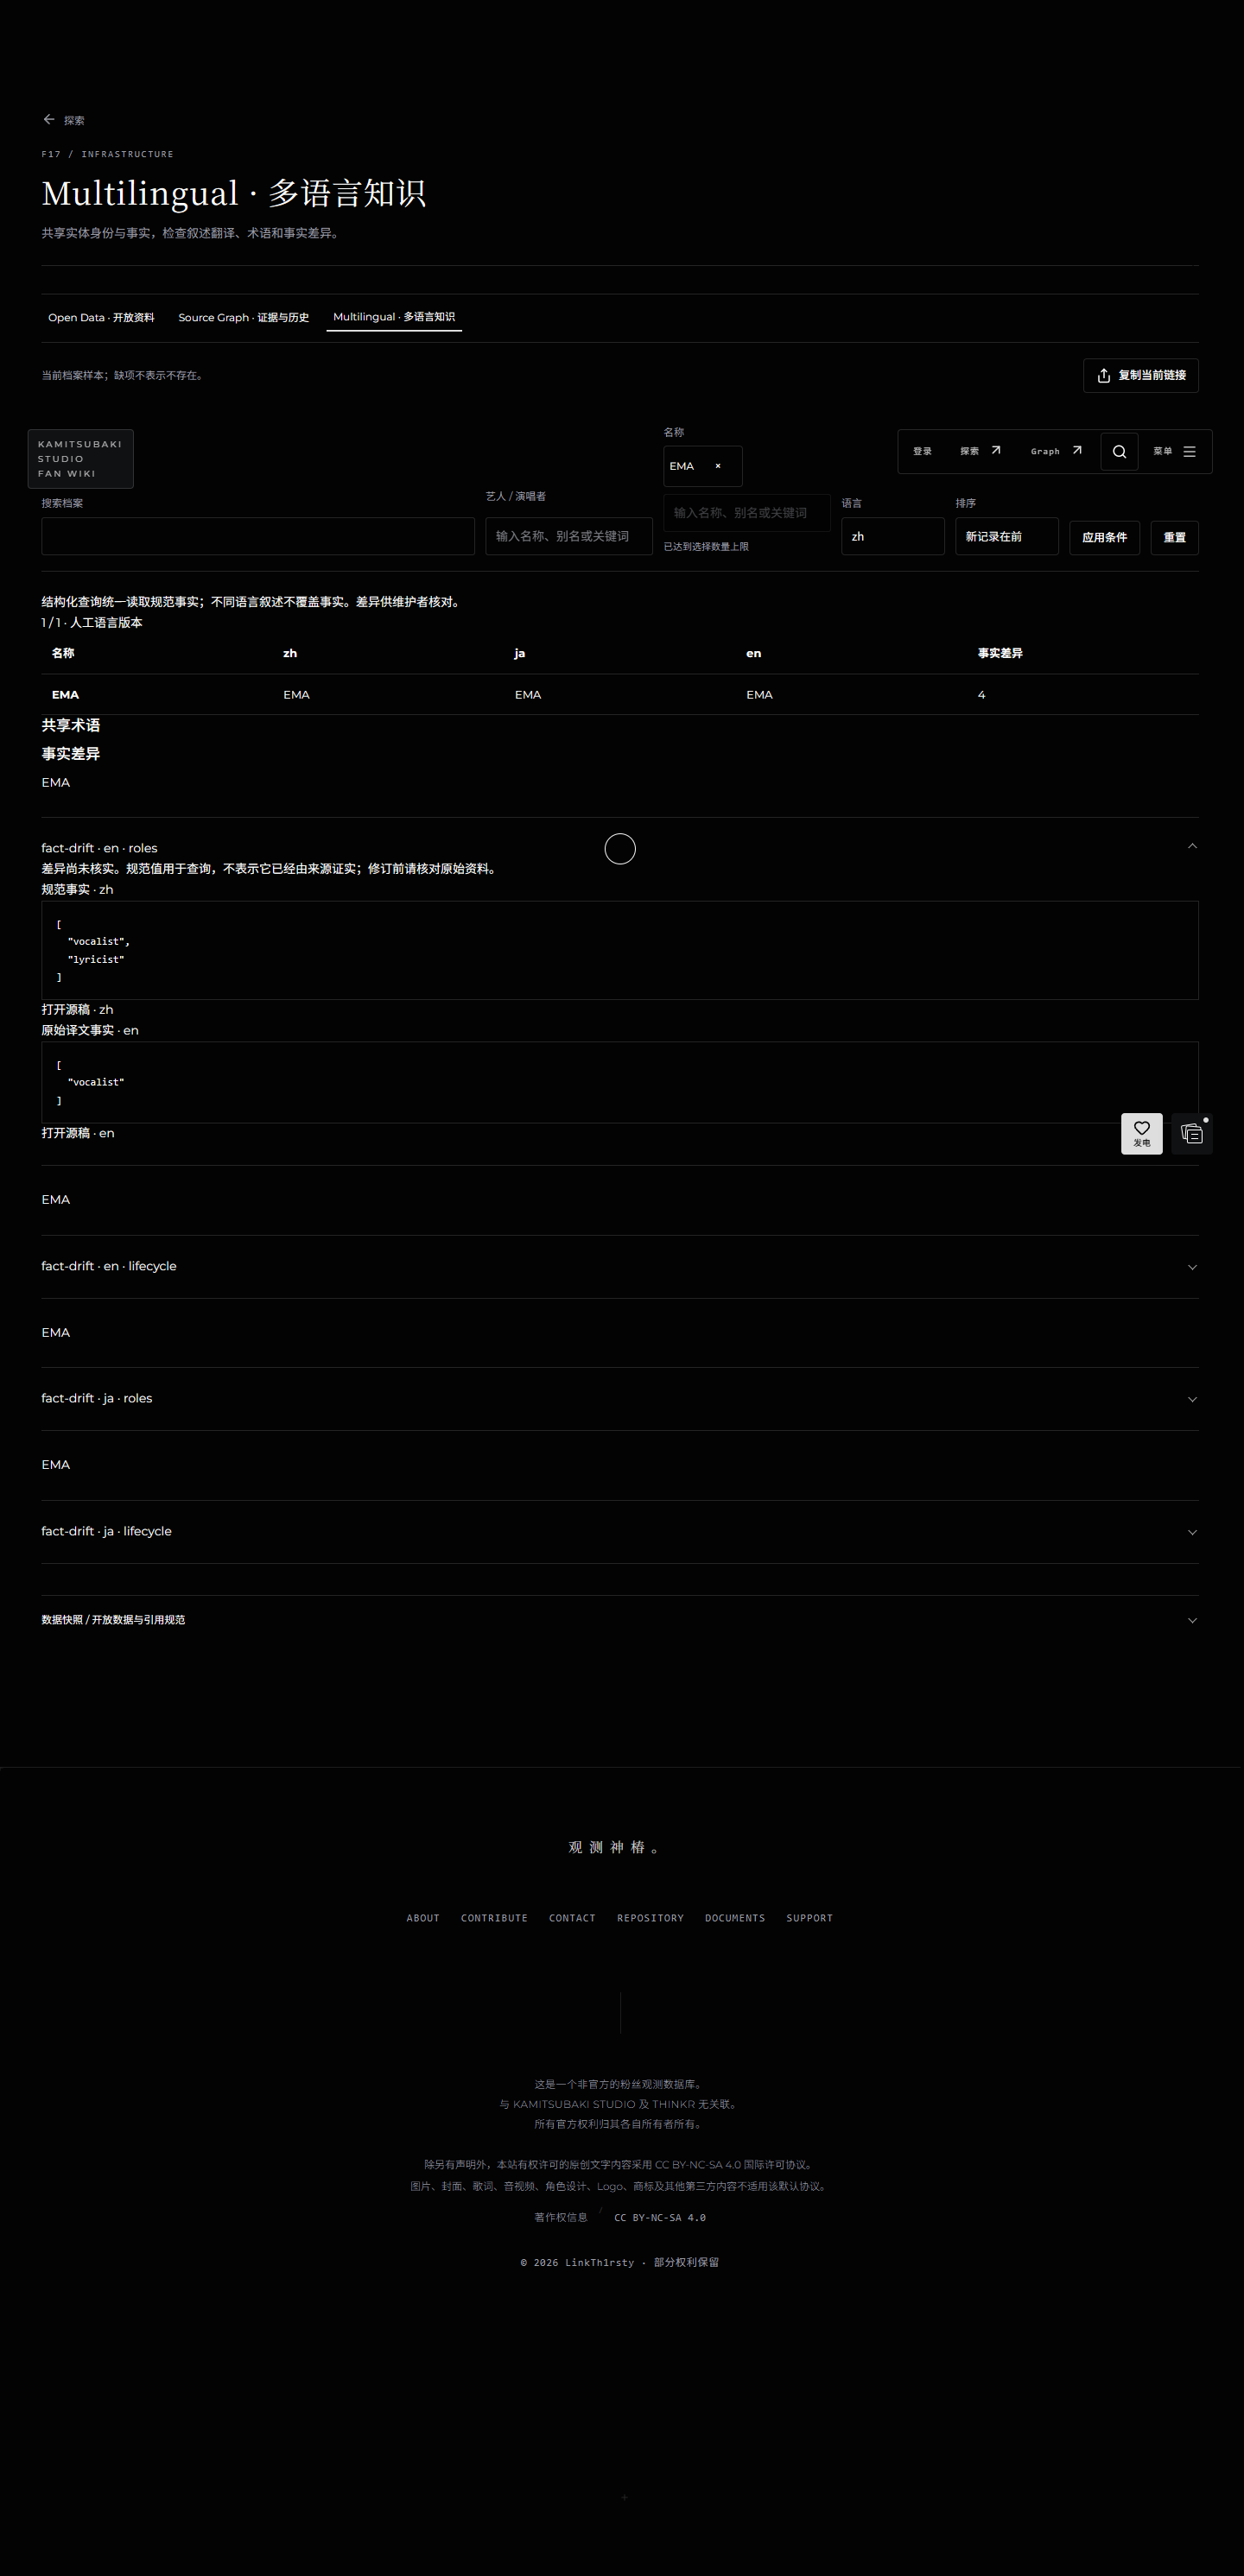 探索
F17 / INFRASTRUCTURE
Multilingual · 多语言知识
共享实体身份与事实，检查叙述翻译、术语和事实差异。
Open Data · 开放资料
Source Graph · 证据与历史
Multilingual · 多语言知识
当前档案样本；缺项不表示不存在。
复制当前链接
KAMITSUBAKI
STUDIO
FAN WIKI
登录
探索
Graph
菜单
搜索档案
艺人 / 演唱者
输入名称、别名或关键词
名称
EMA ×
输入名称、别名或关键词
已达到选择数量上限
语言
zh
排序
新记录在前
应用条件
重置
结构化查询统一读取规范事实；不同语言叙述不覆盖事实。差异供维护者核对。
1 / 1 · 人工语言版本
名称 zh ja en 事实差异
EMA EMA EMA EMA 4
共享术语
事实差异
EMA
fact-drift · en · roles
差异尚未核实。规范值用于查询，不表示它已经由来源证实；修订前请核对原始资料。
规范事实 · zh
[
"vocalist",
"lyricist"
]
打开源稿 · zh
原始译文事实 · en
[
"vocalist"
]
打开源稿 · en
发电
EMA
fact-drift · en · lifecycle
EMA
fact-drift · ja · roles
EMA
fact-drift · ja · lifecycle
数据快照 / 开放数据与引用规范
观测神椿。
ABOUT CONTRIBUTE CONTACT REPOSITORY DOCUMENTS SUPPORT
这是一个非官方的粉丝观测数据库。
与 KAMITSUBAKI STUDIO 及 THINKR 无关联。
所有官方权利归其各自所有者所有。
除另有声明外，本站有权许可的原创文字内容采用 CC BY-NC-SA 4.0 国际许可协议。
图片、封面、歌词、音视频、角色设计、Logo、商标及其他第三方内容不适用该默认协议。
著作权信息 / CC BY-NC-SA 4.0
© 2026 LinkTh1rsty · 部分权利保留